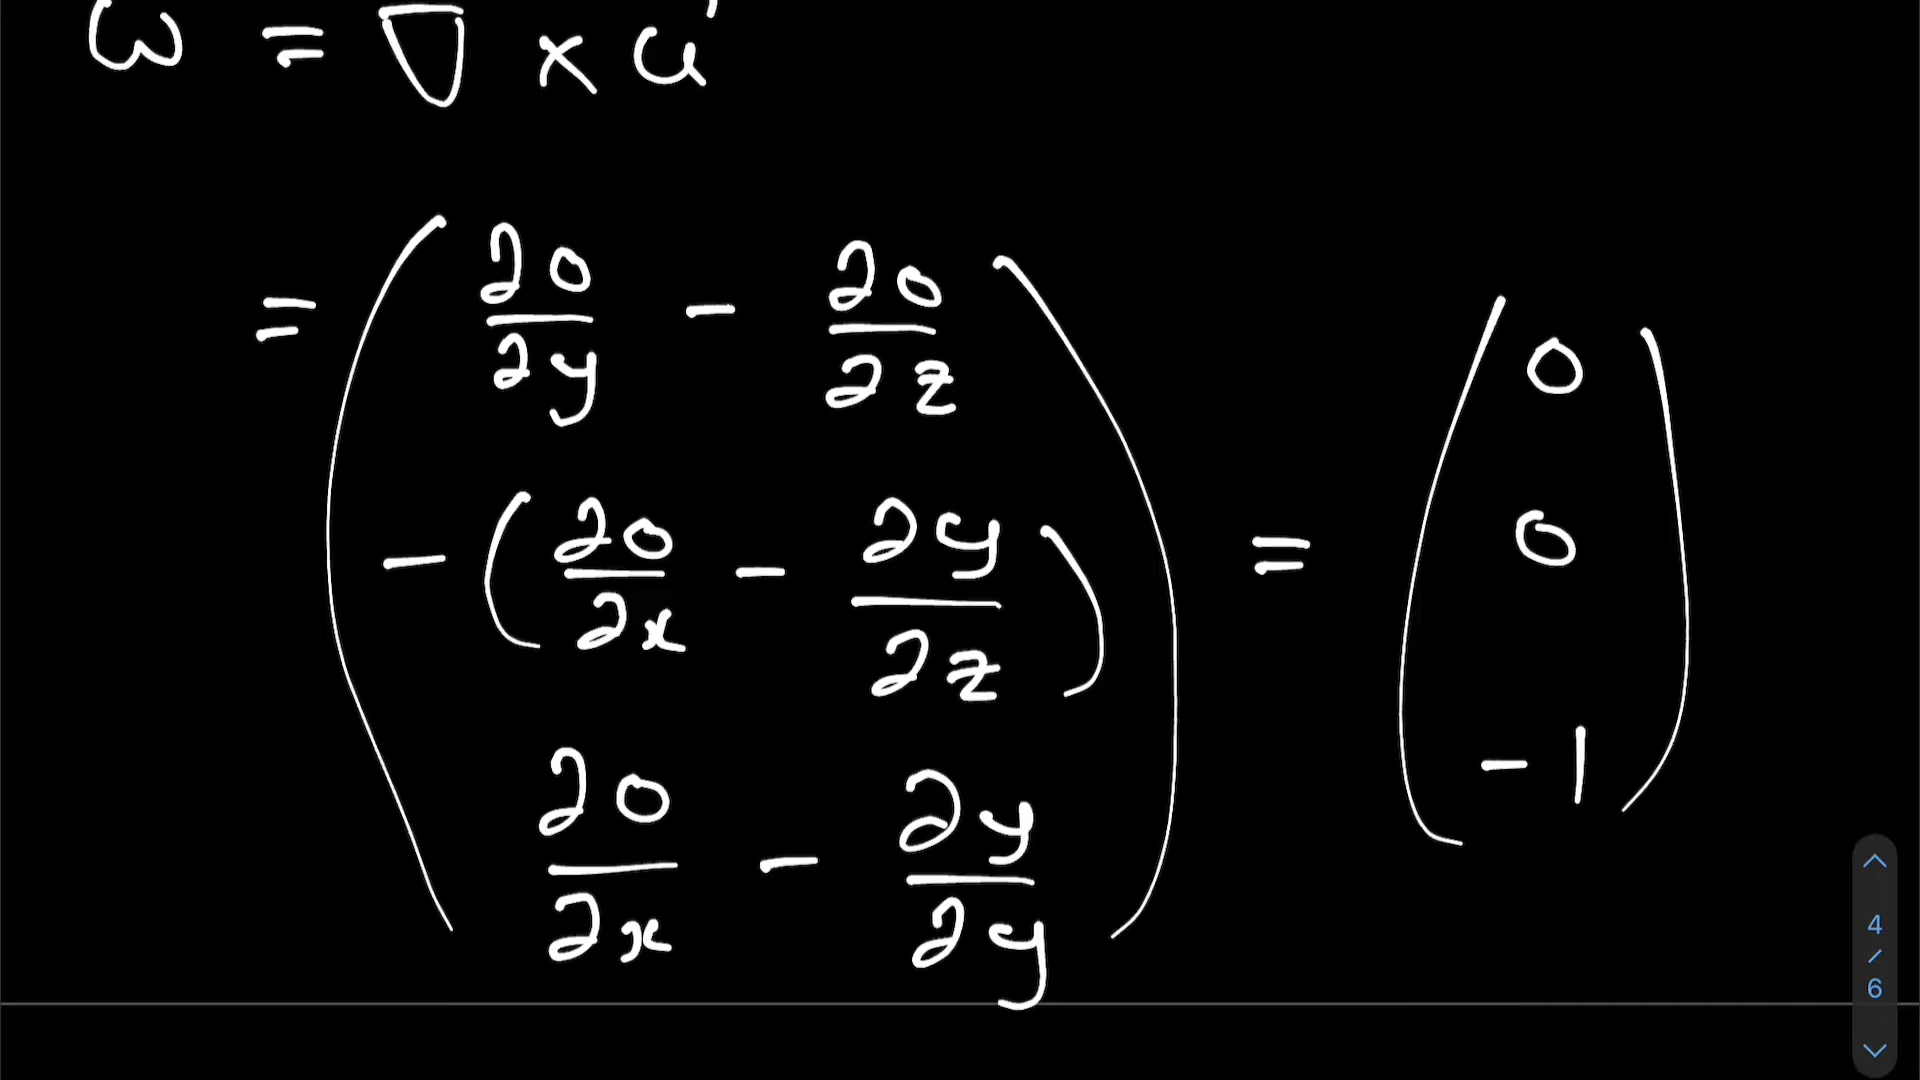 ω = ∇ × u'
= ( ∂0/∂y − ∂0/∂z
−( ∂0/∂x − ∂y/∂z )
∂0/∂x − ∂y/∂y ) = ( 0
0
−1 )
4
/
6